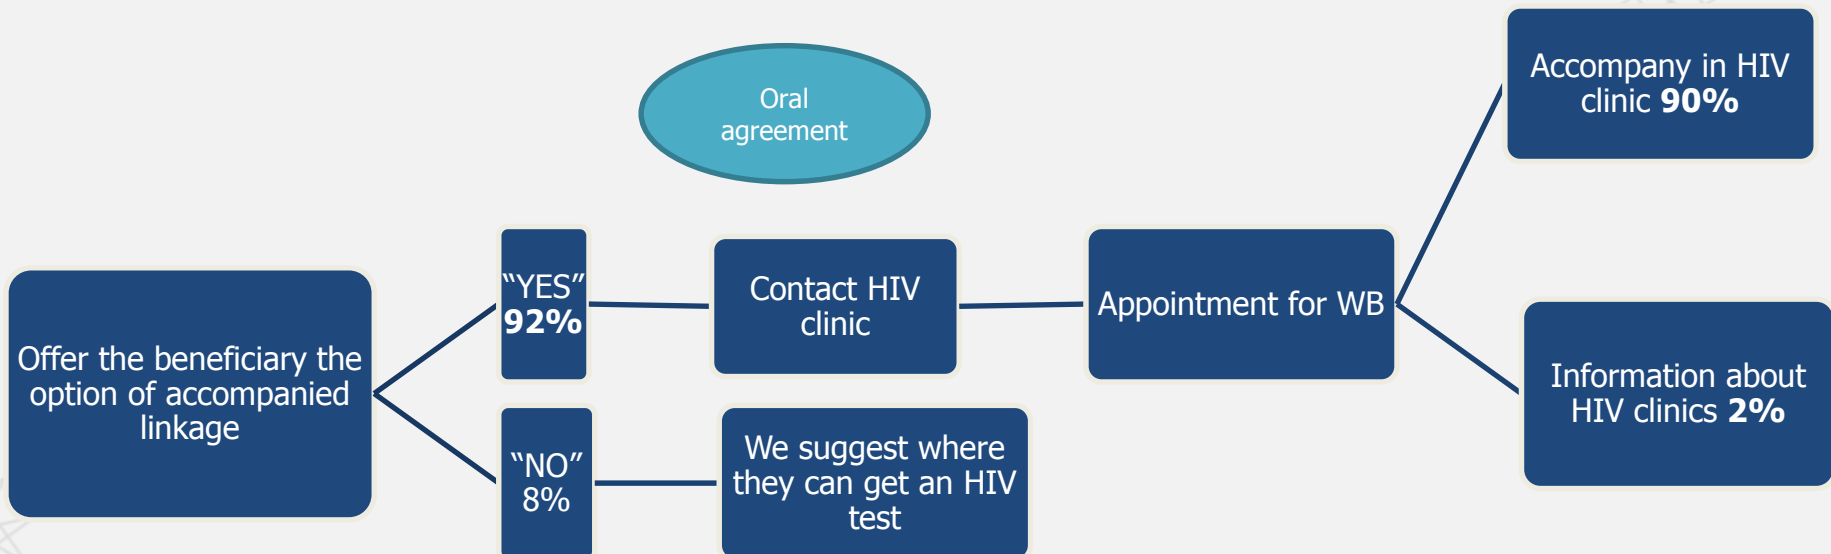 Oral
agreement
Offer the beneficiary the
option of accompanied
linkage
“YES”
92%
Contact HIV
clinic
Appointment for WB
Accompany in HIV
clinic 90%
Information about
HIV clinics 2%
“NO”
8%
We suggest where
they can get an HIV
test